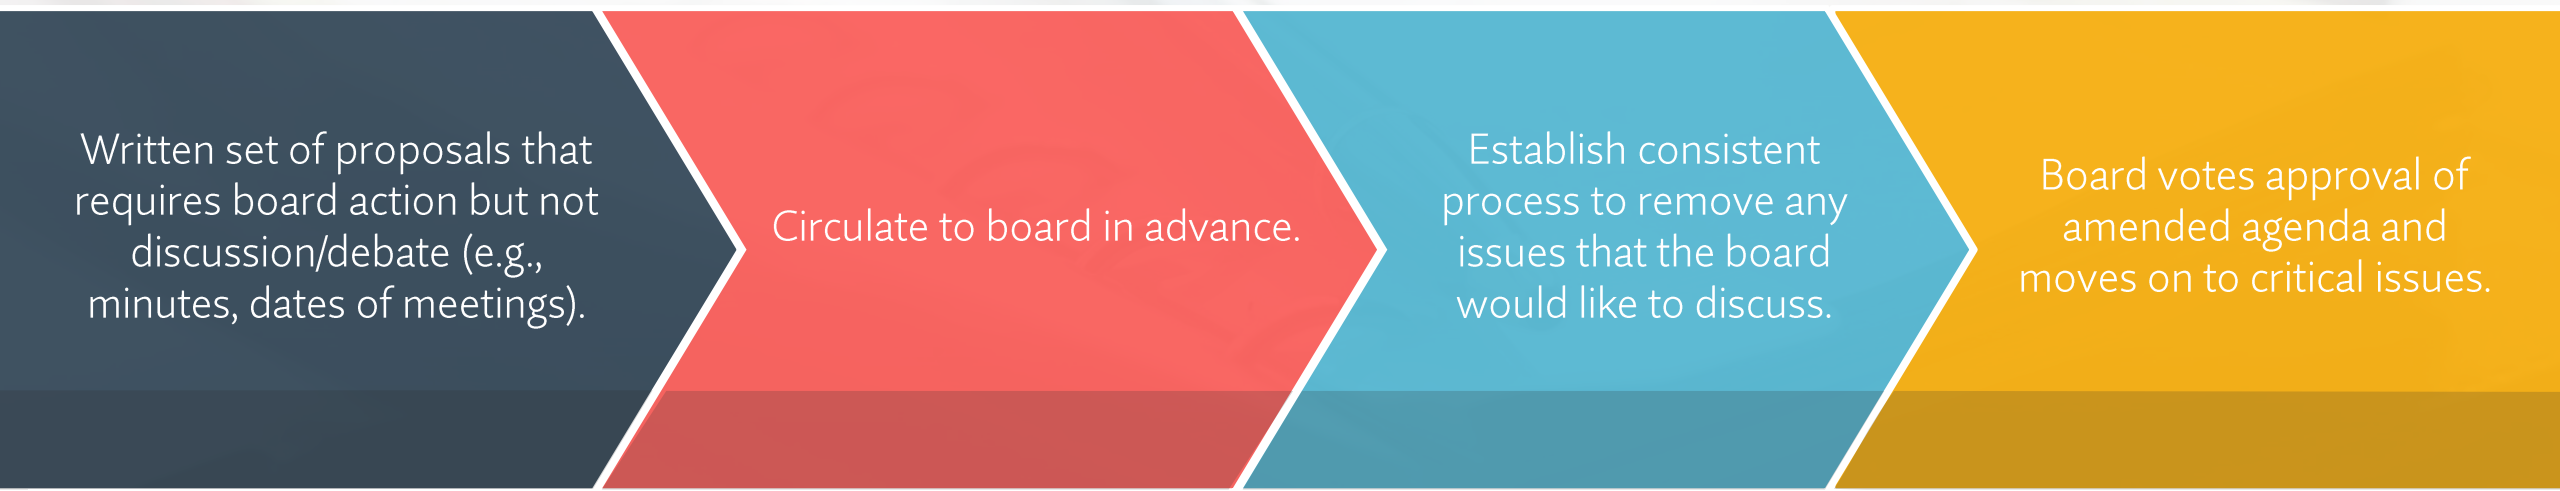 Written set of proposals that
requires board action but not
discussion/debate (e.g.,
minutes, dates of meetings).
Circulate to board in advance.
Establish consistent
process to remove any
issues that the board
would like to discuss.
Board votes approval of
amended agenda and
moves on to critical issues.